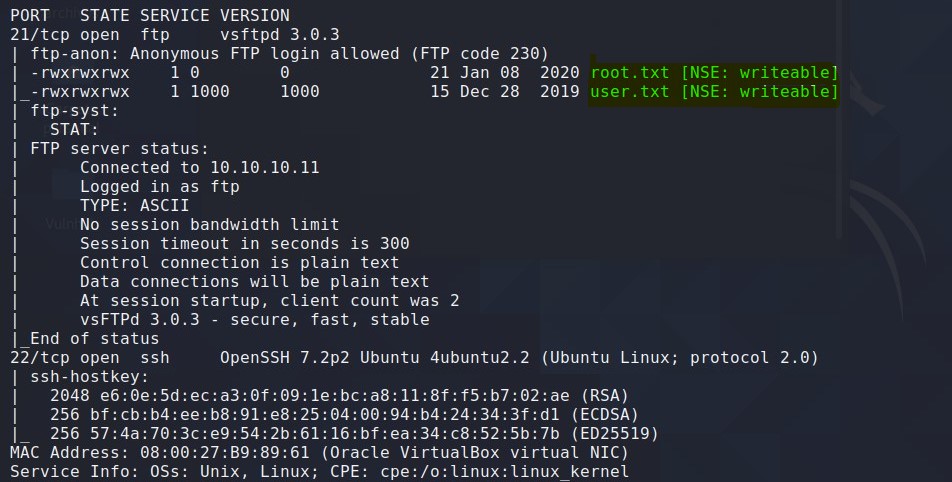 PORT   STATE SERVICE VERSION
21/tcp open  ftp     vsftpd 3.0.3
| ftp-anon: Anonymous FTP login allowed (FTP code 230)
| -rwxrwxrwx    1 0        0              21 Jan 08  2020 root.txt [NSE: writeable]
|_-rwxrwxrwx    1 1000     1000           15 Dec 28  2019 user.txt [NSE: writeable]
| ftp-syst:
|   STAT:
| FTP server status:
|      Connected to 10.10.10.11
|      Logged in as ftp
|      TYPE: ASCII
|      No session bandwidth limit
|      Session timeout in seconds is 300
|      Control connection is plain text
|      Data connections will be plain text
|      At session startup, client count was 2
|      vsFTPd 3.0.3 - secure, fast, stable
|_End of status
22/tcp open  ssh     OpenSSH 7.2p2 Ubuntu 4ubuntu2.2 (Ubuntu Linux; protocol 2.0)
| ssh-hostkey:
|   2048 e6:0e:5d:ec:a3:0f:09:1e:bc:a8:11:8f:f5:b7:02:ae (RSA)
|   256 bf:cb:b4:ee:b8:91:e8:25:04:00:94:b4:24:34:3f:d1 (ECDSA)
|_  256 57:4a:70:3c:e9:54:2b:61:16:bf:ea:34:c8:52:5b:7b (ED25519)
MAC Address: 08:00:27:B9:89:61 (Oracle VirtualBox virtual NIC)
Service Info: OSs: Unix, Linux; CPE: cpe:/o:linux:linux_kernel